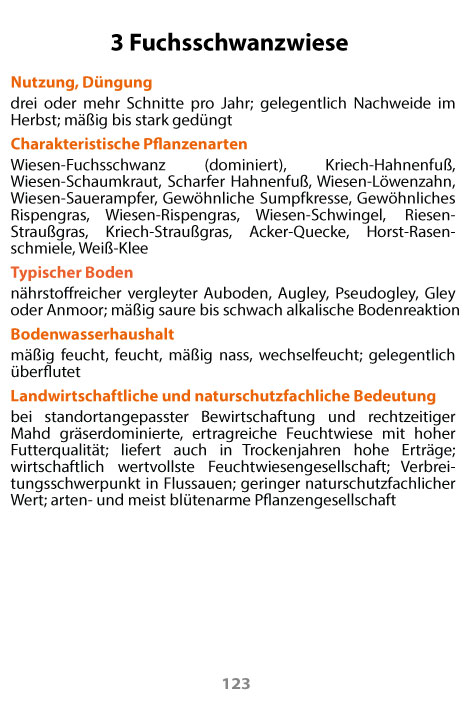 3 Fuchsschwanzwiese
Nutzung, Düngung
drei oder mehr Schnitte pro Jahr; gelegentlich Nachweide im
Herbst; mäßig bis stark gedüngt
Charakteristische Pflanzenarten
Wiesen-Fuchsschwanz (dominiert), Kriech-Hahnenfuß,
Wiesen-Schaumkraut, Scharfer Hahnenfuß, Wiesen-Löwenzahn,
Wiesen-Sauerampfer, Gewöhnliche Sumpfkresse, Gewöhnliches
Rispengras, Wiesen-Rispengras, Wiesen-Schwingel, Riesen-
Straußgras, Kriech-Straußgras, Acker-Quecke, Horst-Rasen-
schmiele, Weiß-Klee
Typischer Boden
nährstoffreicher vergleyter Auboden, Augley, Pseudogley, Gley
oder Anmoor; mäßig saure bis schwach alkalische Bodenreaktion
Bodenwasserhaushalt
mäßig feucht, feucht, mäßig nass, wechselfeucht; gelegentlich
überflutet
Landwirtschaftliche und naturschutzfachliche Bedeutung
bei standortangepasster Bewirtschaftung und rechtzeitiger
Mahd gräserdominierte, ertragreiche Feuchtwiese mit hoher
Futterqualität; liefert auch in Trockenjahren hohe Erträge;
wirtschaftlich wertvollste Feuchtwiesengesellschaft; Verbrei-
tungsschwerpunkt in Flussauen; geringer naturschutzfachlicher
Wert; arten- und meist blütenarme Pflanzengesellschaft
123